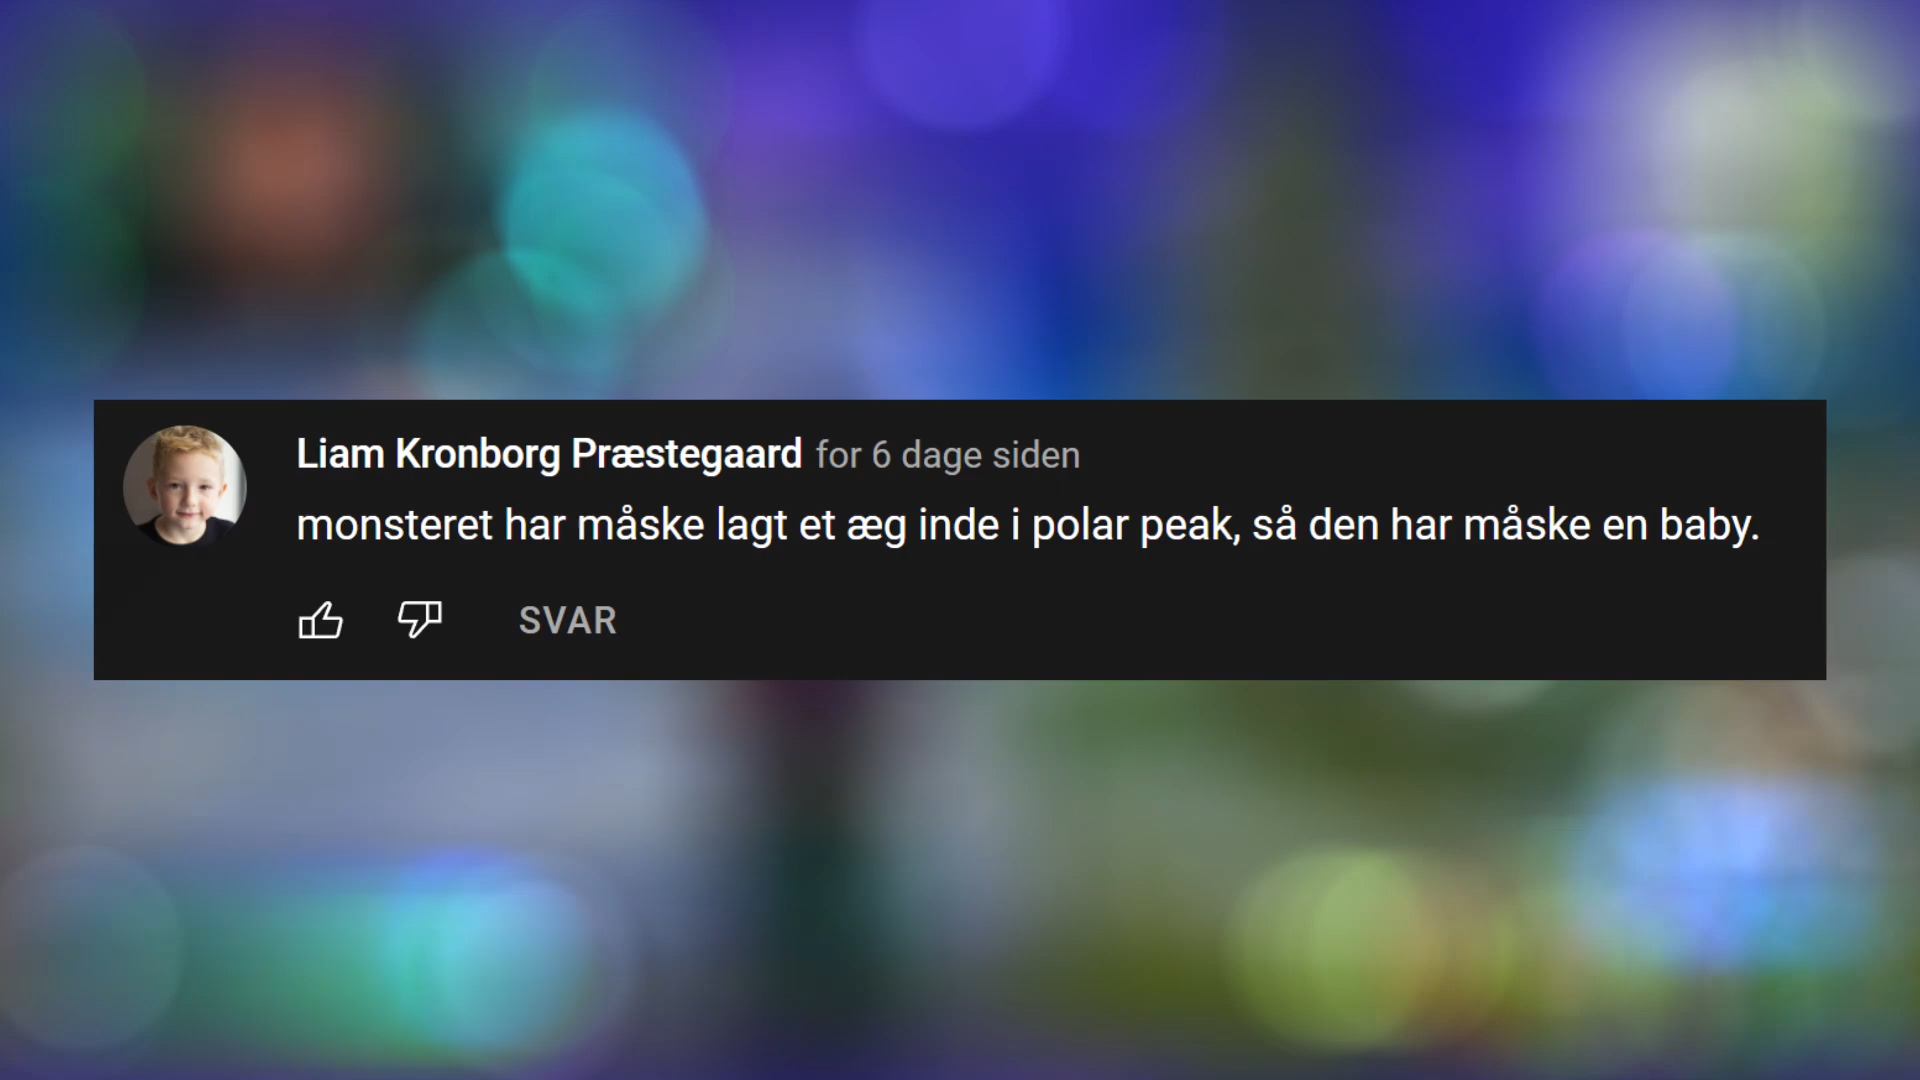 Liam Kronborg Præstegaard for 6 dage siden
monsteret har måske lagt et æg inde i polar peak, så den har måske en baby.
SVAR